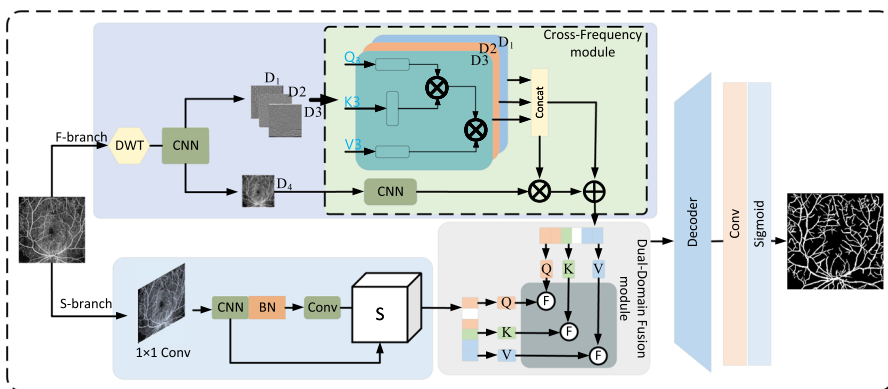 Cross-Frequency
module
D1
D2
D3
Q3
K3
V3
Concat
D1
D2
D3
F-branch
DWT
CNN
D4
CNN
S-branch
1×1 Conv
CNN
BN
Conv
S
Q
K
V
Q
K
V
F
F
F
Dual-Domain Fusion
module
Decoder
Conv
Sigmoid